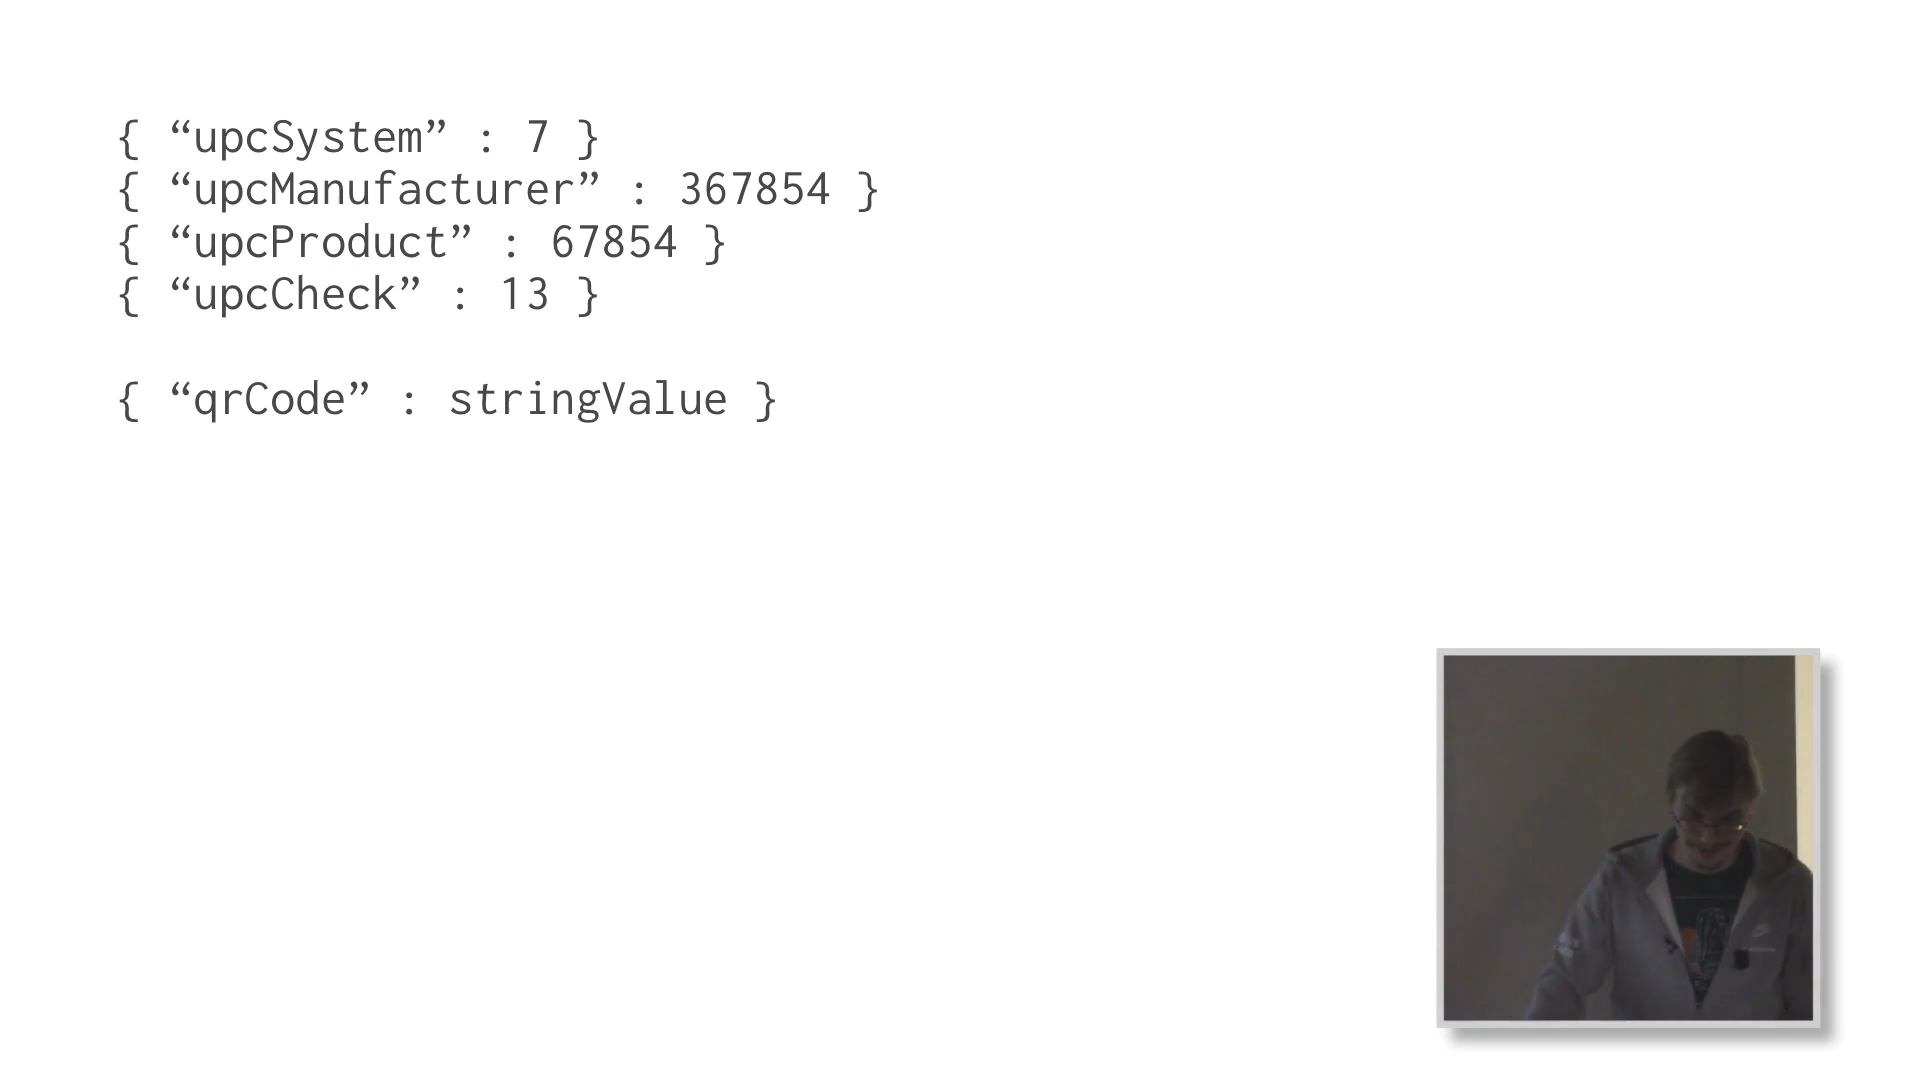 { “upcSystem” : 7 }
{ “upcManufacturer” : 367854 }
{ “upcProduct” : 67854 }
{ “upcCheck” : 13 }
{ “qrCode” : stringValue }